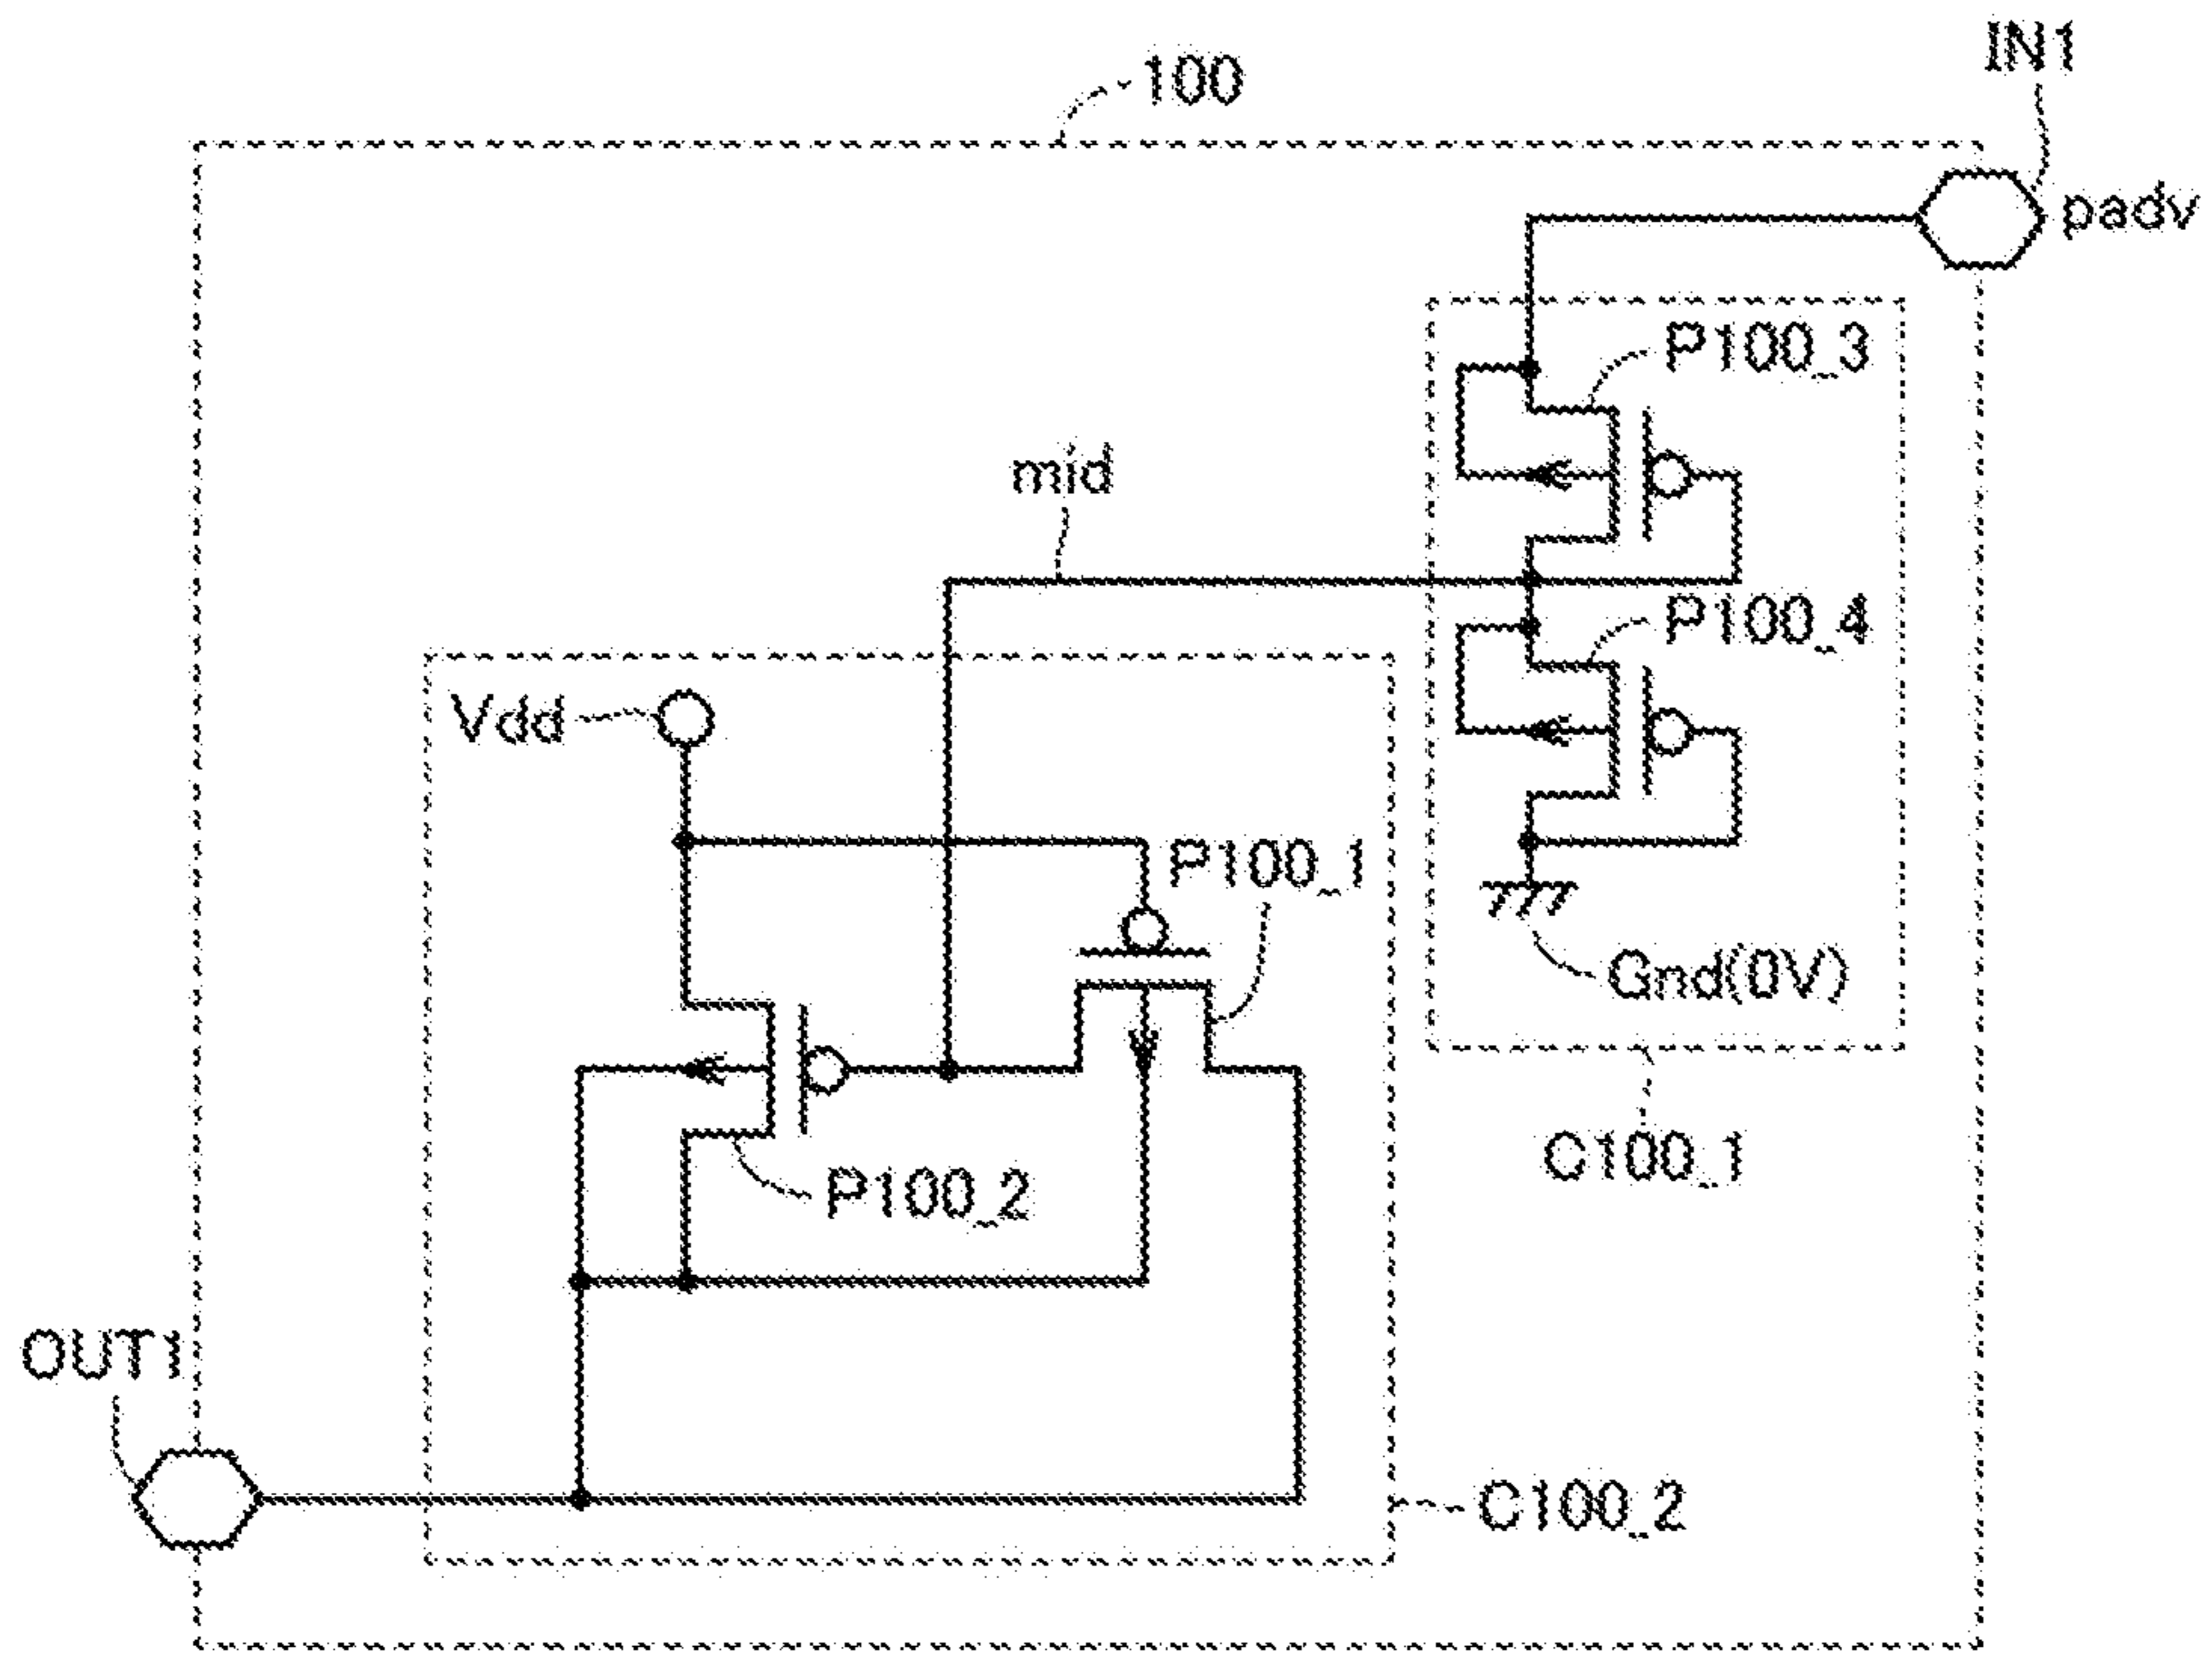 IN1
100
padv
P100_3
mid
P100_4
Vdd
P100_1
Gnd(0V)
C100_1
P100_2
OUT1
C100_2